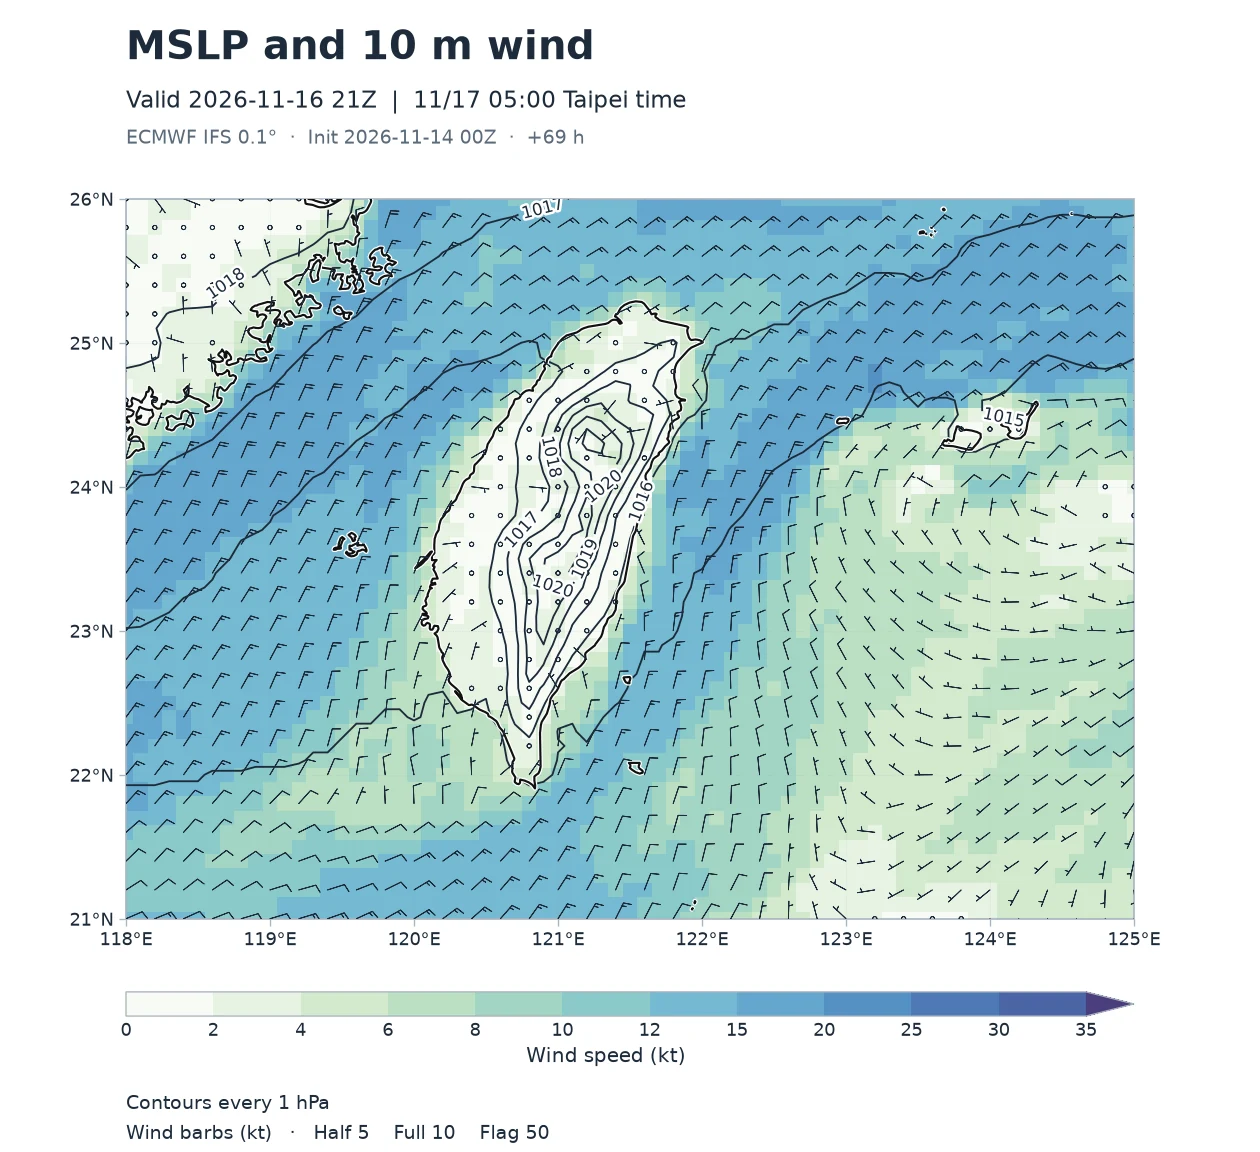 MSLP and 10 m wind
Valid 2026-11-16 21Z | 11/17 05:00 Taipei time
ECMWF IFS 0.1° · Init 2026-11-14 00Z · +69 h
26°N
25°N
24°N
23°N
22°N
21°N
1017
1018
1015
1018
1020
1016
1017
1019
1020
118°E 119°E 120°E 121°E 122°E 123°E 124°E 125°E
0 2 4 6 8 10 12 15 20 25 30 35
Wind speed (kt)
Contours every 1 hPa
Wind barbs (kt) · Half 5 Full 10 Flag 50